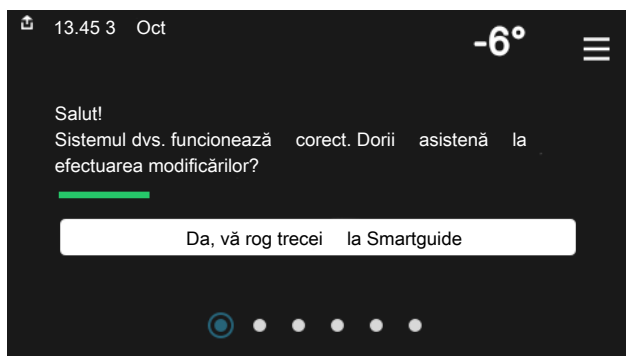 13.45 3 Oct
-6°
Salut!
Sistemul dvs. funcționează corect. Dorii asistenă la
efectuarea modificărilor?
Da, vă rog trecei la Smartguide